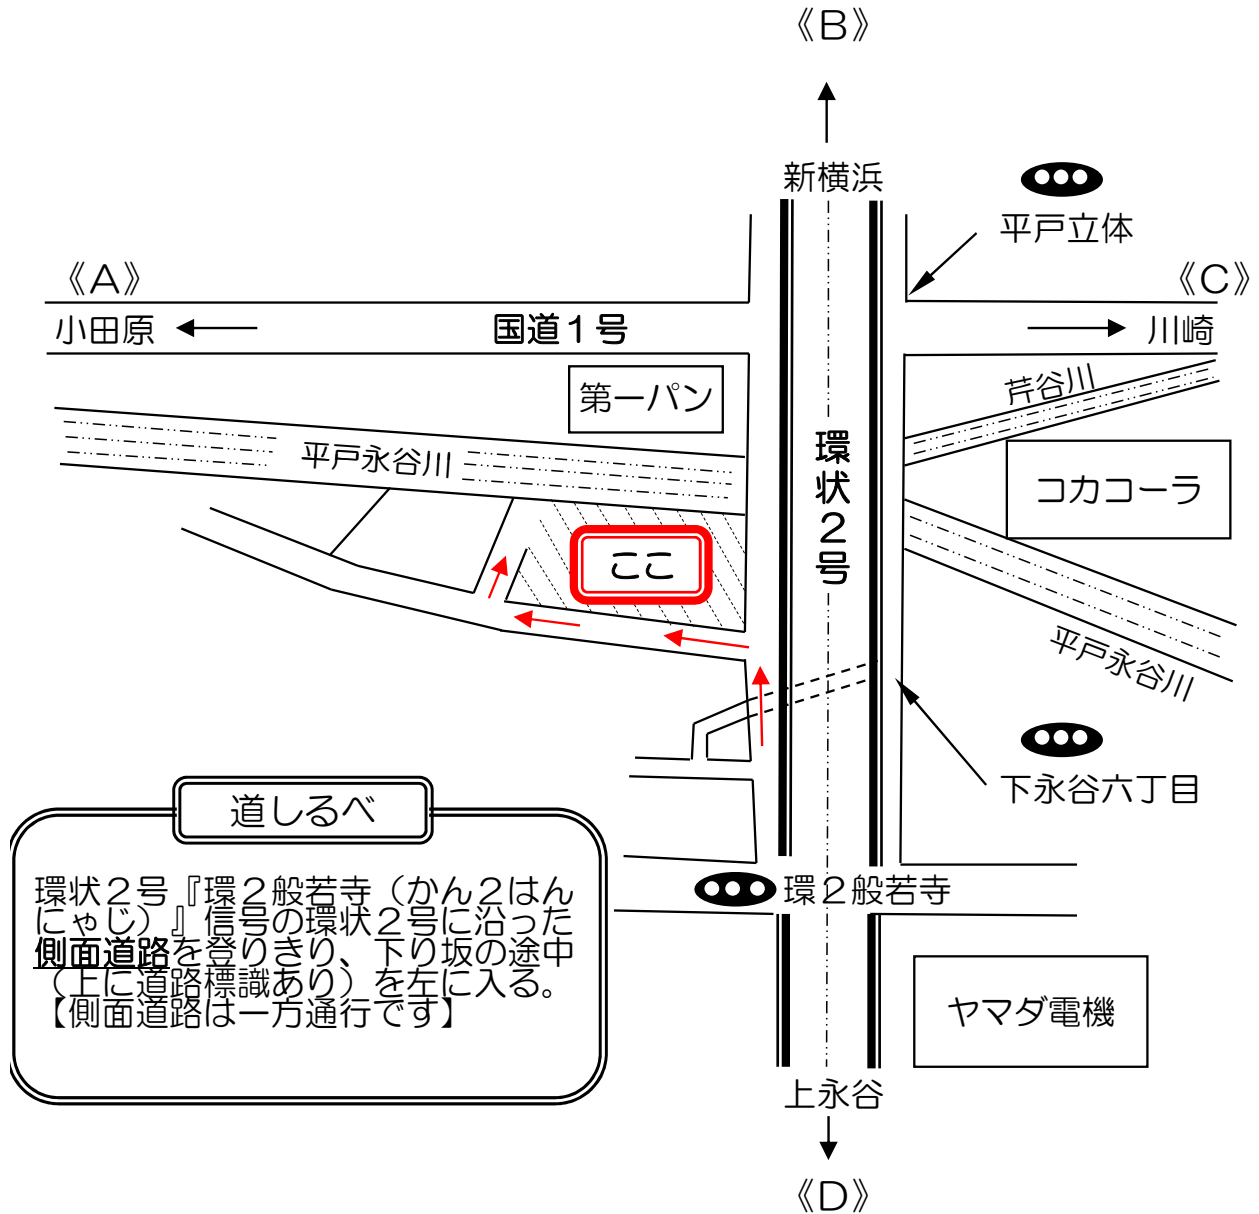 《B》
新横浜
平戸立体
《A》
《C》
小田原
国道1号
川崎
第一パン
芹谷川
平戸永谷川
環状2号
コカコーラ
ここ
平戸永谷川
下永谷六丁目
道しるべ
環状2号『環2般若寺（かん2はん
にゃじ）』信号の環状2号に沿った
側面道路を登りきり、下り坂の途中
（上に道路標識あり）を左に入る。
【側面道路は一方通行です】
環2般若寺
ヤマダ電機
上永谷
《D》